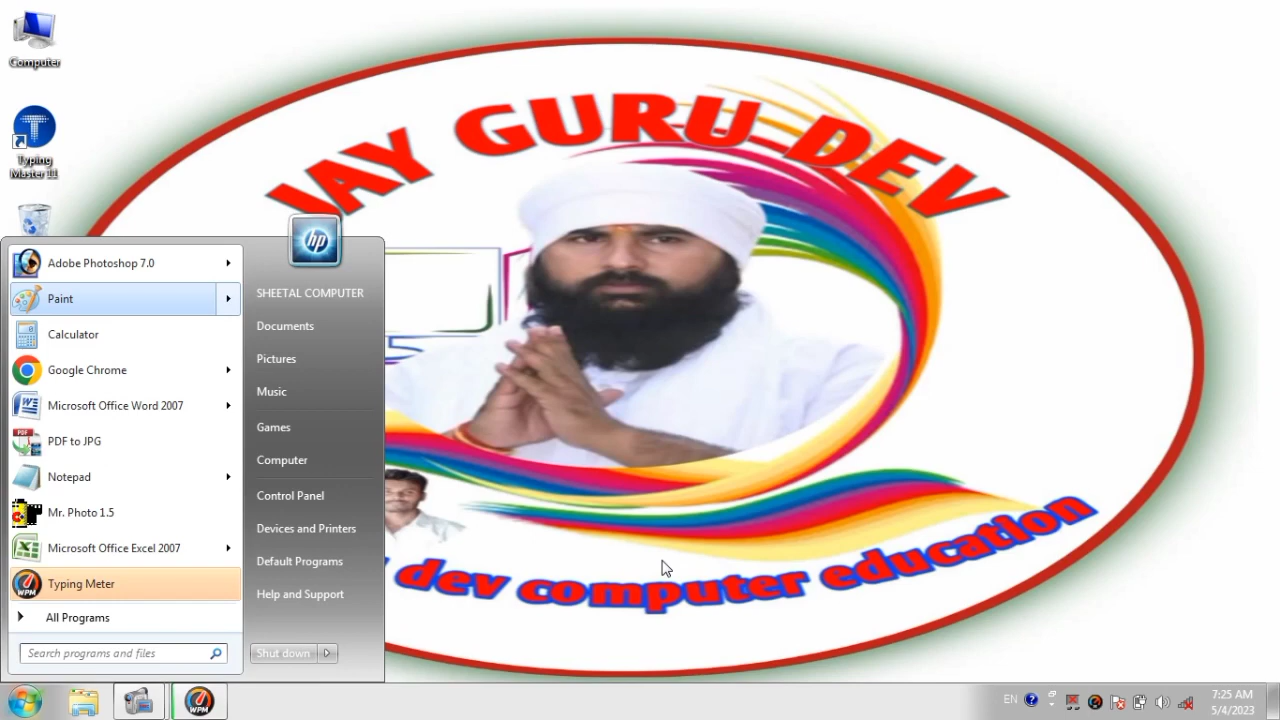 Computer
Typing
Master 11
JAY GURU DEV
hp
Adobe Photoshop 7.0
Paint
Calculator
Google Chrome
Microsoft Office Word 2007
PDF to JPG
Notepad
Mr. Photo 1.5
Microsoft Office Excel 2007
WPM
Typing Meter
All Programs
Search programs and files
SHEETAL COMPUTER
Documents
Pictures
Music
Games
Computer
Control Panel
Devices and Printers
Default Programs
Help and Support
Shut down
dev computer education
WPM
EN
7:25 AM
5/4/2023